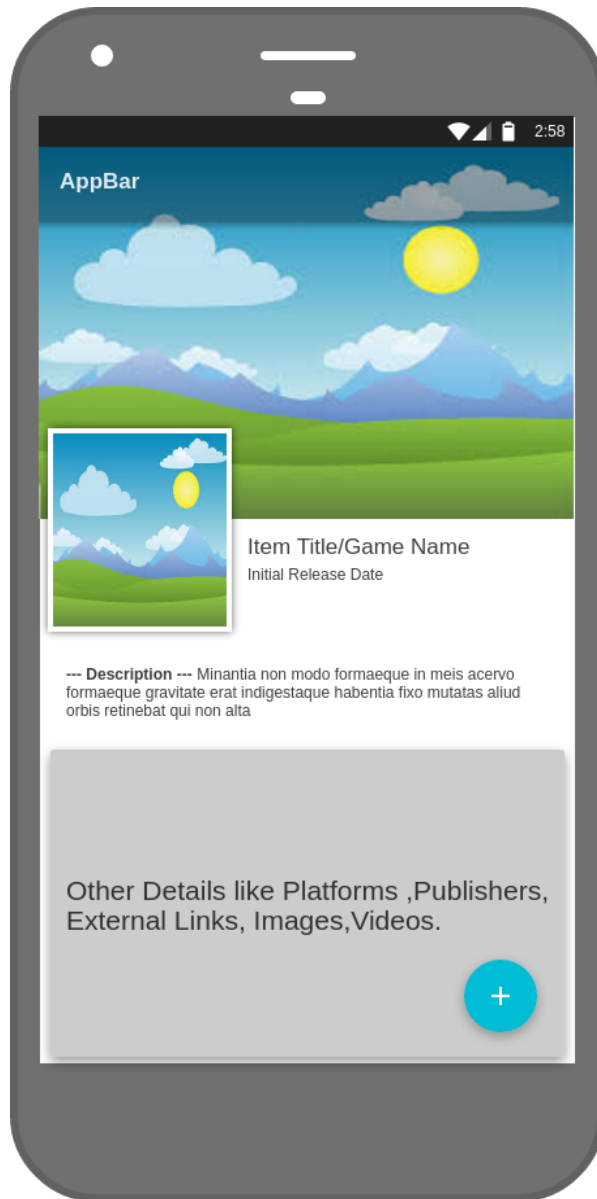 2:58
AppBar
Item Title/Game Name
Initial Release Date
--- Description --- Minantia non modo formaeque in meis acervo
formaeque gravitate erat indigestaque habentia fixo mutatas aliud
orbis retinebat qui non alta
Other Details like Platforms ,Publishers,
External Links, Images,Videos.
+